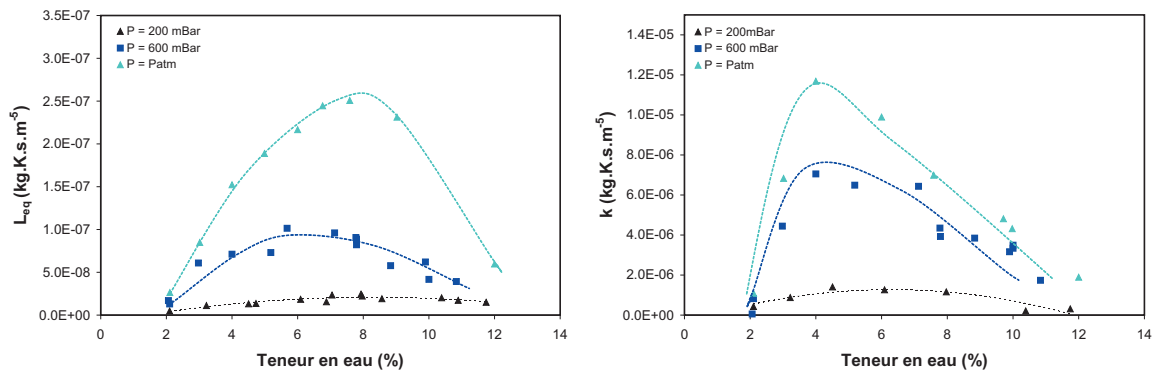 3.5E-07
3.0E-07
2.5E-07
2.0E-07
1.5E-07
1.0E-07
5.0E-08
0.0E+00
L_eq (kg.K.s.m⁻⁵)
P = 200 mBar
P = 600 mBar
P = Patm
0 2 4 6 8 10 12 14
Teneur en eau (%)
1.4E-05
1.2E-05
1.0E-05
8.0E-06
6.0E-06
4.0E-06
2.0E-06
0.0E+00
k (kg.K.s.m⁻⁵)
P = 200mBar
P = 600 mBar
P = Patm
0 2 4 6 8 10 12 14
Teneur en eau (%)